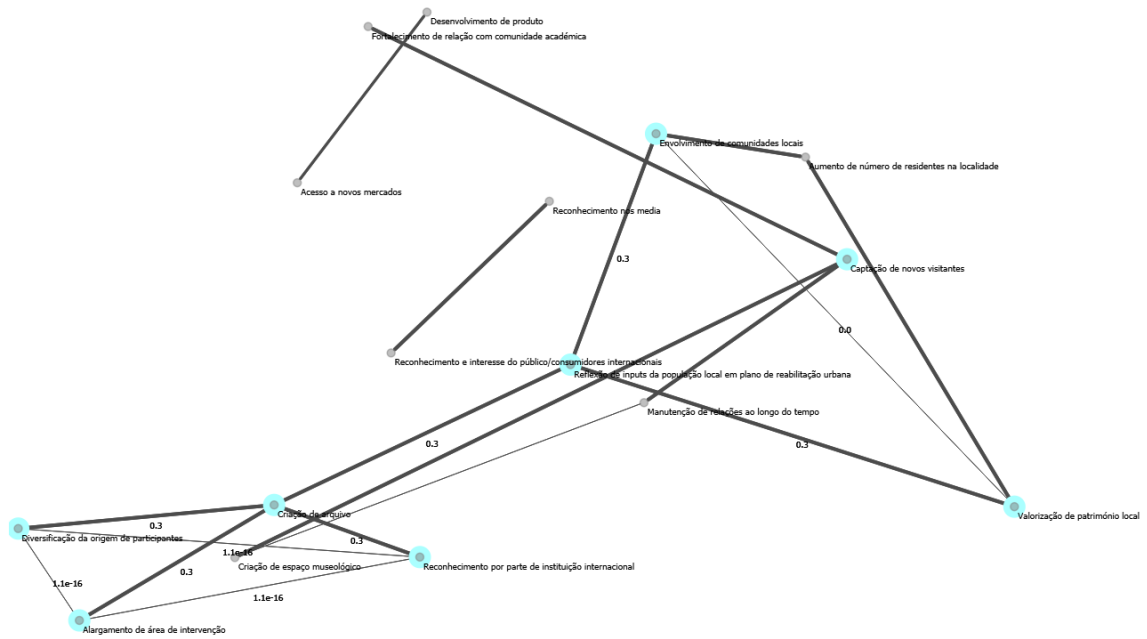 Desenvolvimento de produto
Fortalecimento de relação com comunidade académica
Envolvimento de comunidades locais
Aumento de número de residentes na localidade
Acesso a novos mercados
Reconhecimento nos media
0.3
Captação de novos visitantes
0.0
Reconhecimento e interesse do público/consumidores internacionais
Reflexão de inputs da população local em plano de reabilitação urbana
Manutenção de relações ao longo do tempo
0.3
0.3
Criação de arquivo
Valorização de património local
0.3
Diversificação da origem de participantes
0.3
1.1e-16
Criação de espaço museológico
Reconhecimento por parte de instituição internacional
0.3
1.1e-16
1.1e-16
Alargamento de área de intervenção